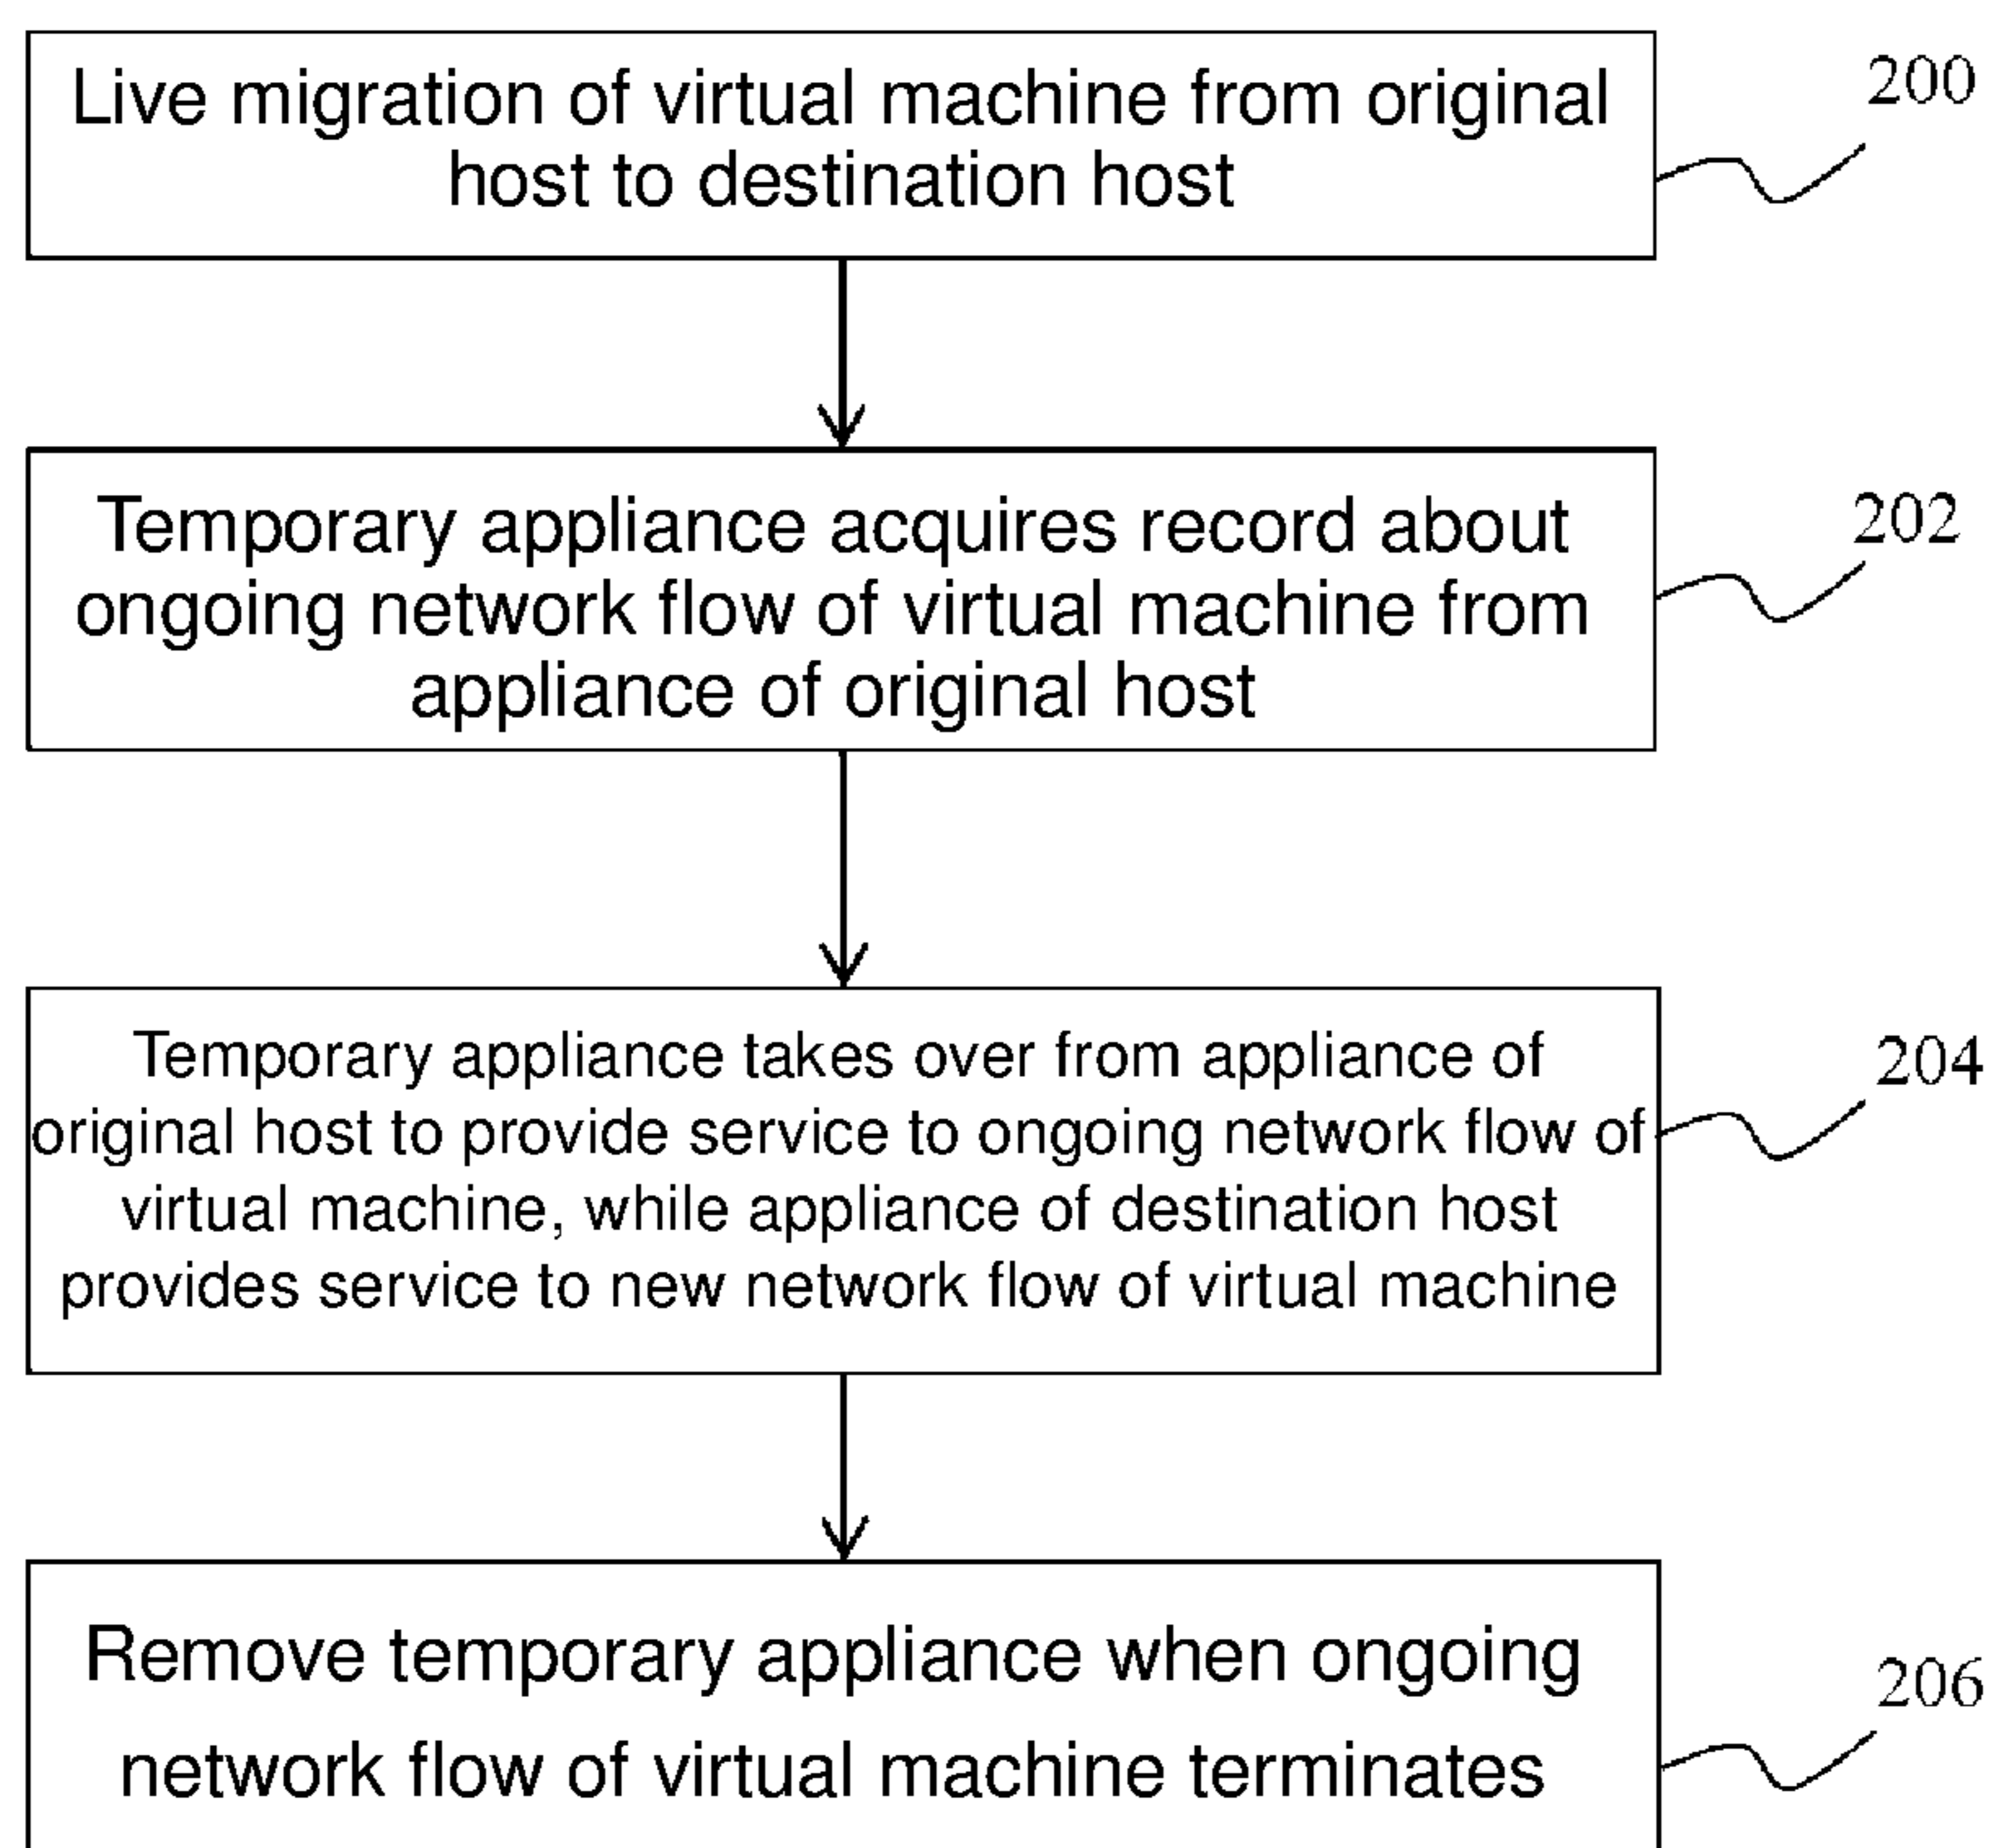 Live migration of virtual machine from original
host to destination host
200
Temporary appliance acquires record about
ongoing network flow of virtual machine from
appliance of original host
202
Temporary appliance takes over from appliance of
original host to provide service to ongoing network flow of
virtual machine, while appliance of destination host
provides service to new network flow of virtual machine
204
Remove temporary appliance when ongoing
network flow of virtual machine terminates
206